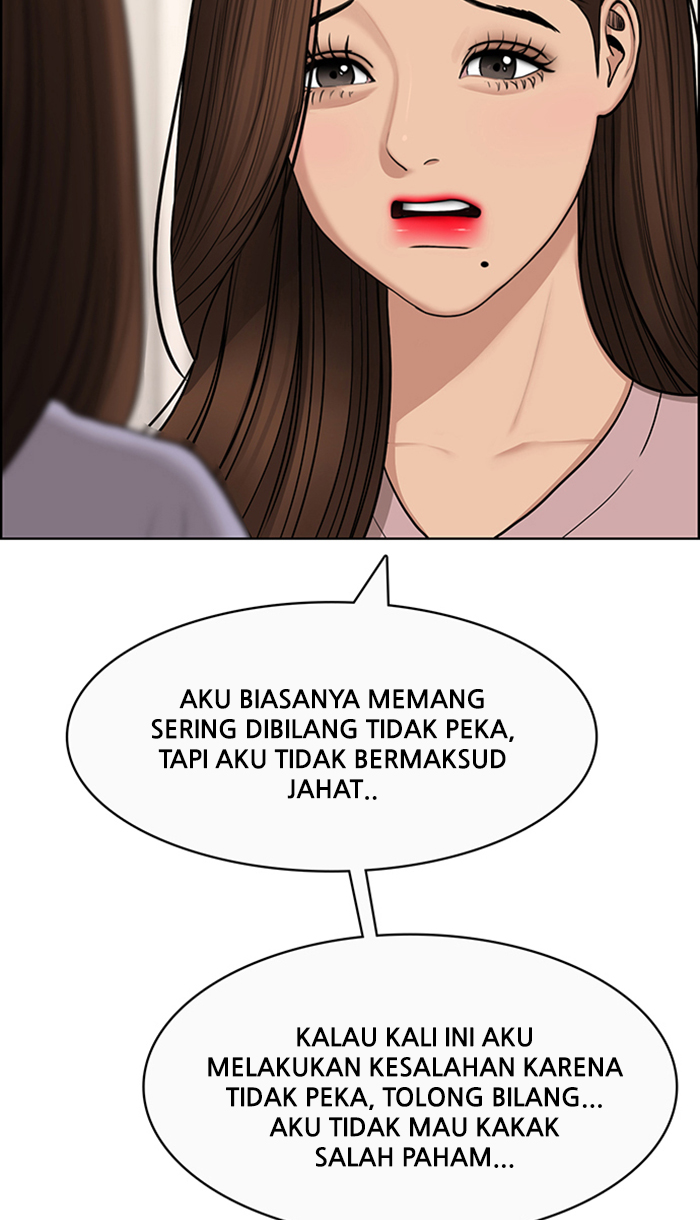 AKU BIASANYA MEMANG
SERING DIBILANG TIDAK PEKA,
TAPI AKU TIDAK BERMAKSUD
JAHAT..
KALAU KALI INI AKU
MELAKUKAN KESALAHAN KARENA
TIDAK PEKA, TOLONG BILANG...
AKU TIDAK MAU KAKAK
SALAH PAHAM...